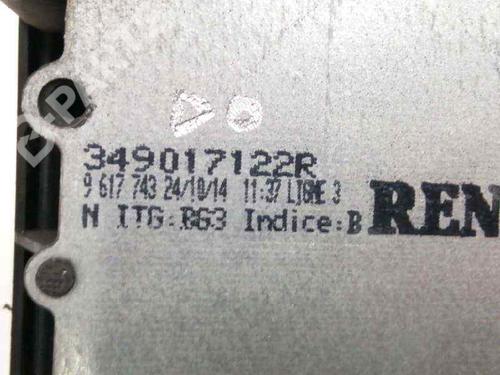 349017122R
9 617 743 24/10/14 11:37 LIGNE 3
N ITG:B63 Indice:B REN